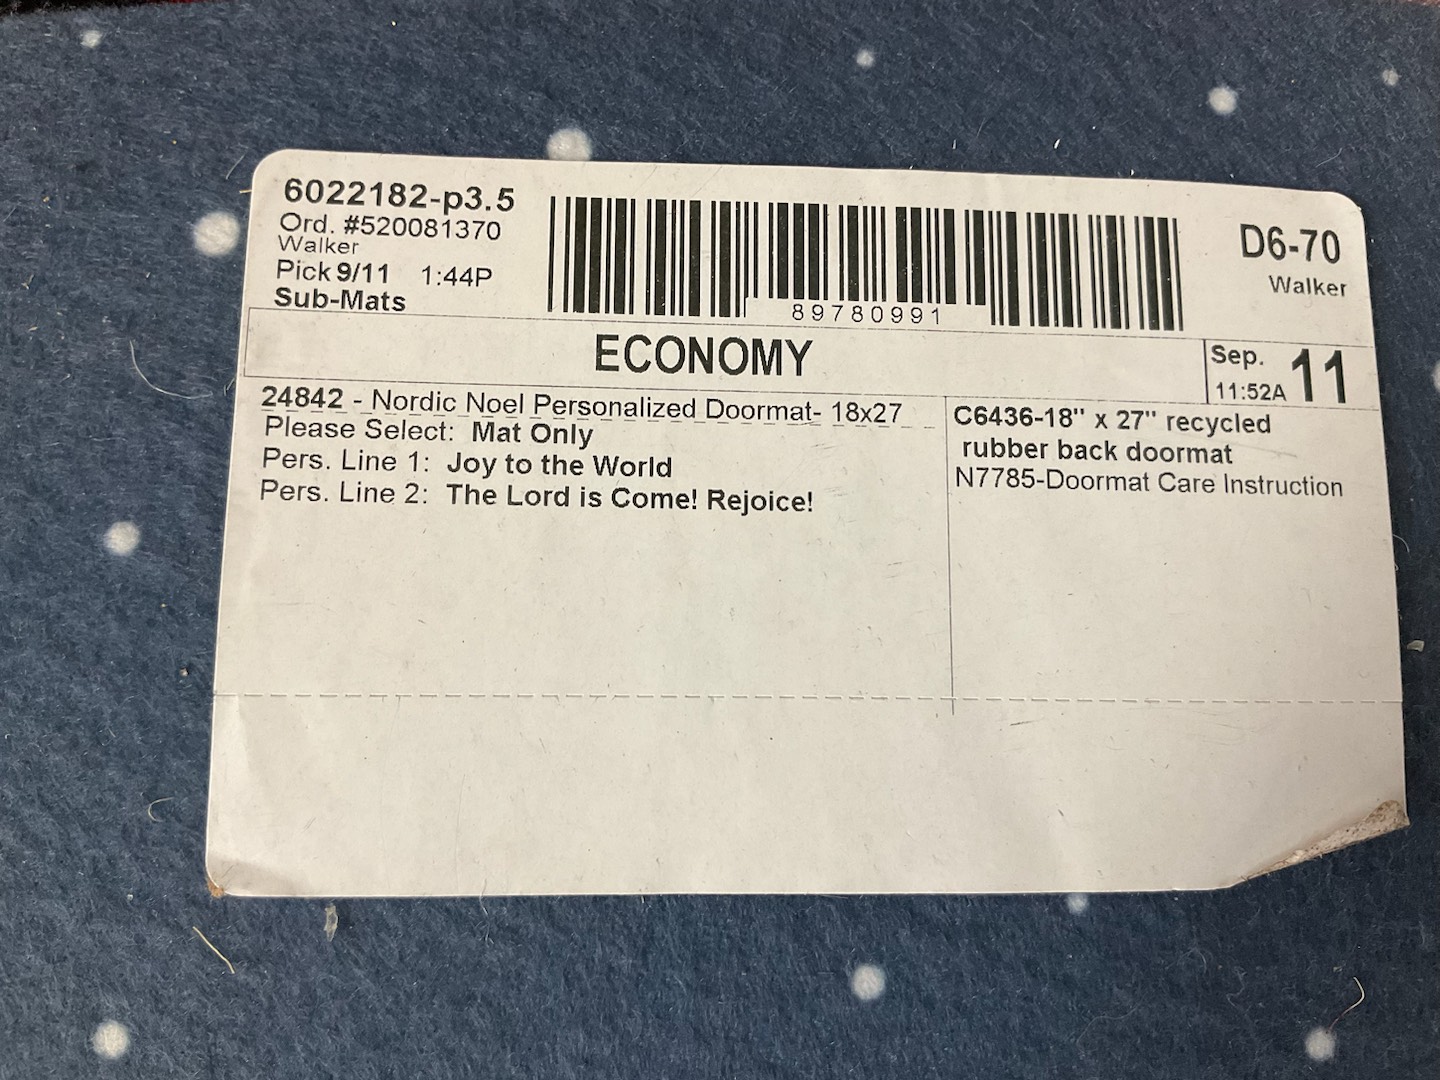 6022182-p3.5
Ord. #520081370
Walker
Pick 9/11 1:44P
Sub-Mats
89780991
D6-70
Walker
ECONOMY
Sep. 11
11:52A
24842 - Nordic Noel Personalized Doormat- 18x27
Please Select: Mat Only
Pers. Line 1: Joy to the World
Pers. Line 2: The Lord is Come! Rejoice!
C6436-18" x 27" recycled
rubber back doormat
N7785-Doormat Care Instruction